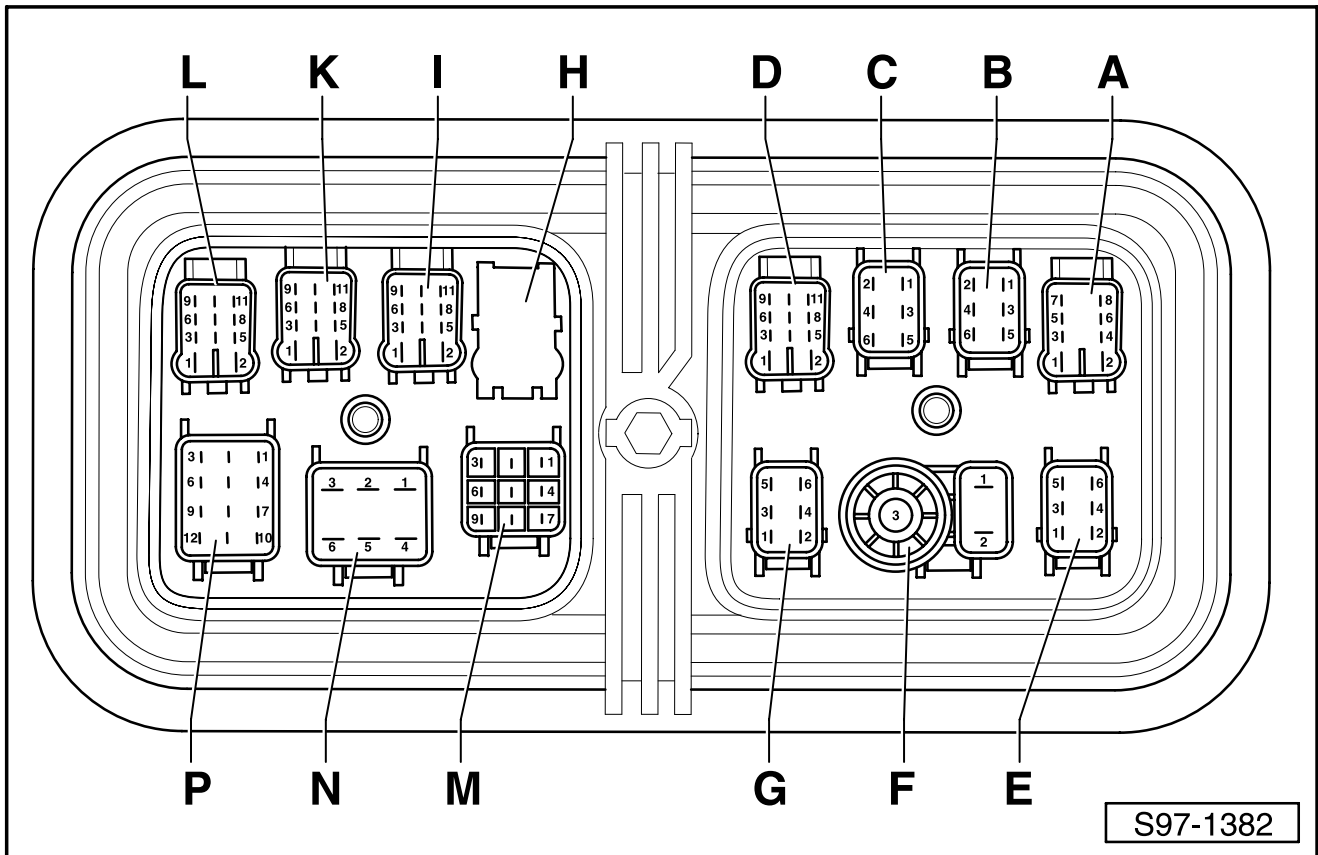 L K I H D C B A
9 11 9 11 9 11 9 11 2 1 2 1 7 8
6 8 6 8 6 8 6 8 4 3 4 3 5 6
3 5 3 5 3 5 3 5 6 5 6 5 3 4
1 2 1 2 1 2 1 2 1 2
3 1 3 2 1 3 1 5 6 1 5 6
6 4 6 4 3 4 3 3 4
9 7 9 7 1 2 2 1 2
12 10 6 5 4
P N M G F E
S97-1382